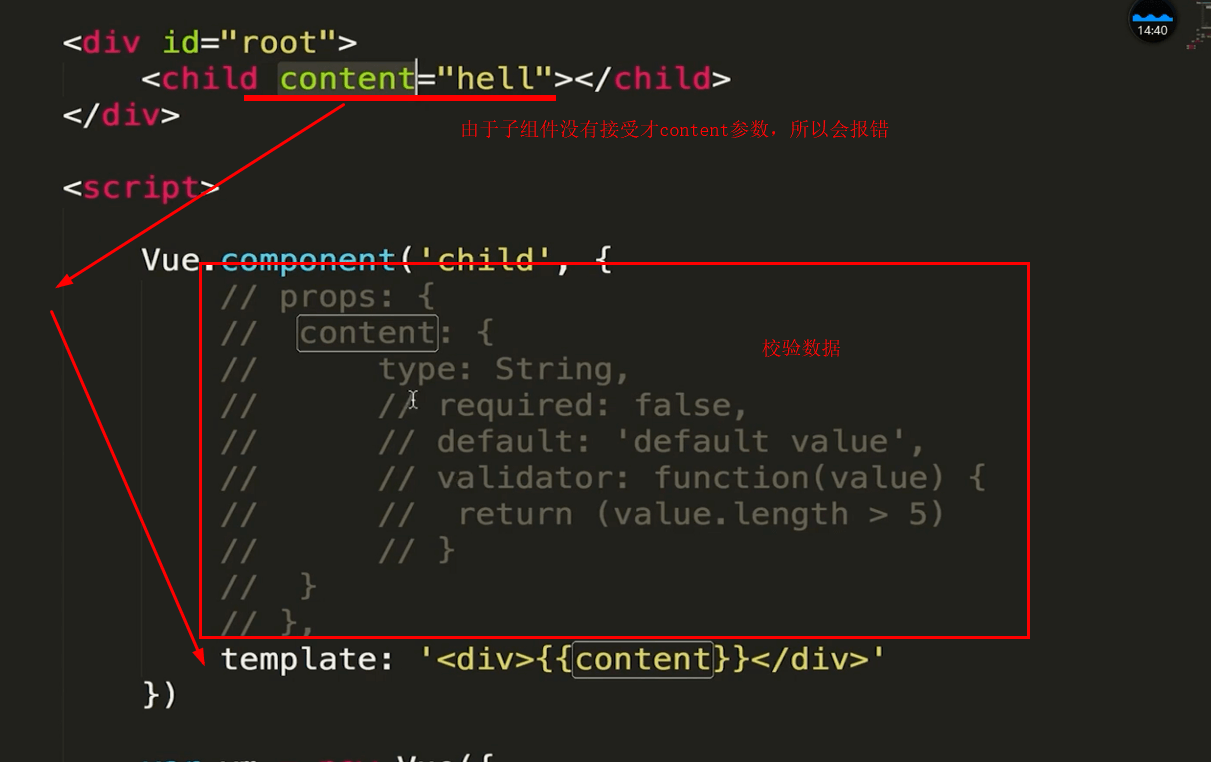 14:40
<div id="root">
<child content="hell"></child>
</div>
由于子组件没有接受才content参数，所以会报错
<script>
Vue.component('child', {
// props: {
//  content: {
//      type: String,
//      // required: false,
//      // default: 'default value',
//      // validator: function(value) {
//      //  return (value.length > 5)
//      // }
//  }
// },
校验数据
template: '<div>{{content}}</div>'
})